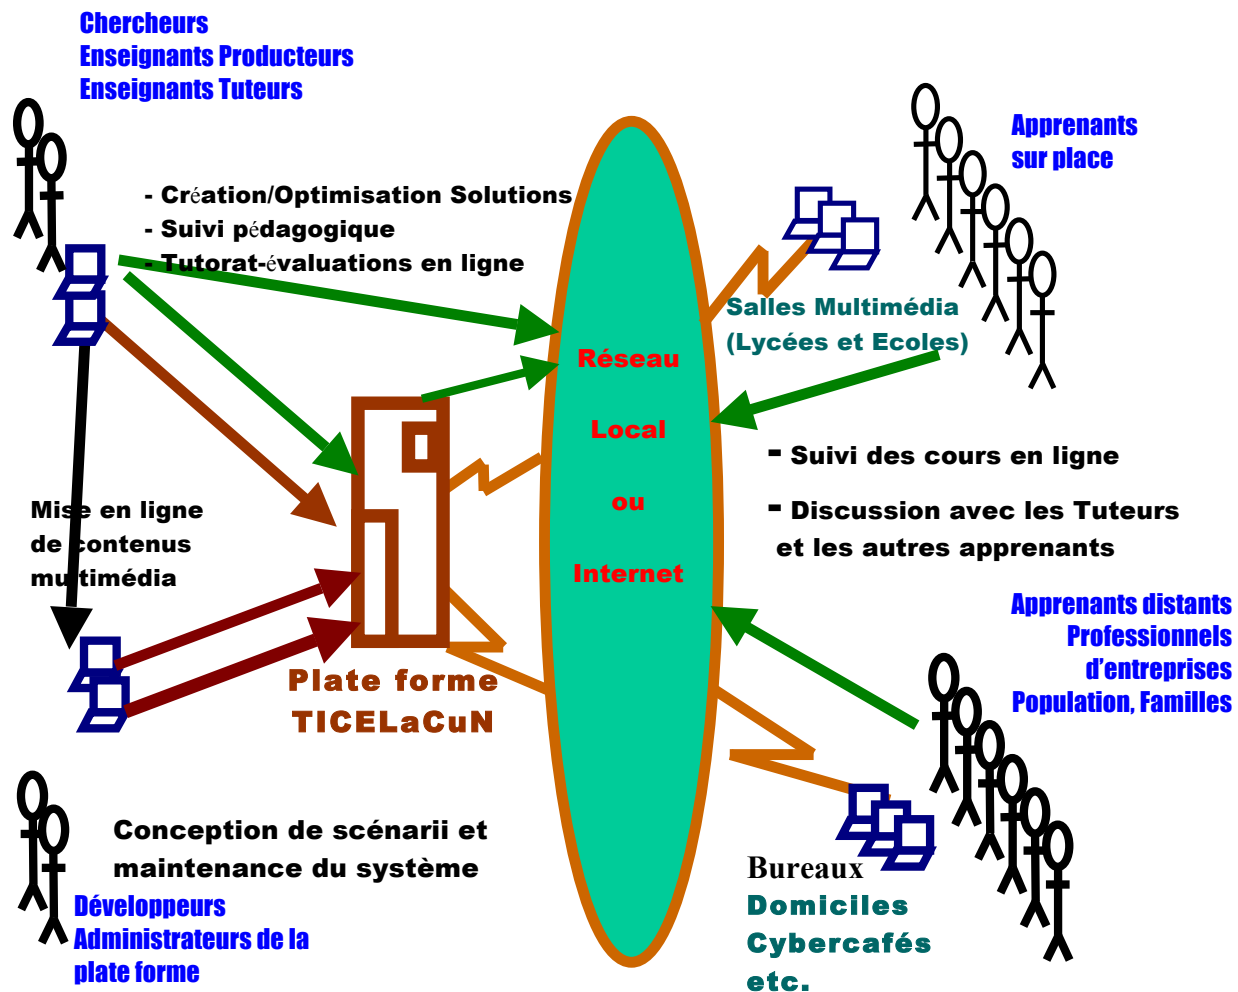 Chercheurs
Enseignants Producteurs
Enseignants Tuteurs
Apprenants
sur place
- Création/Optimisation Solutions
- Suivi pédagogique
- Tutorat-évaluations en ligne
Salles Multimédia
(Lycées et Ecoles)
Réseau
Local
ou
Internet
- Suivi des cours en ligne
- Discussion avec les Tuteurs
et les autres apprenants
Mise en ligne
de contenus
multimédia
Apprenants distants
Professionnels
d’entreprises
Population, Familles
Plate forme
TICELaCuN
Conception de scénarii et
maintenance du système
Développeurs
Administrateurs de la
plate forme
Bureaux
Domiciles
Cybercafés
etc.